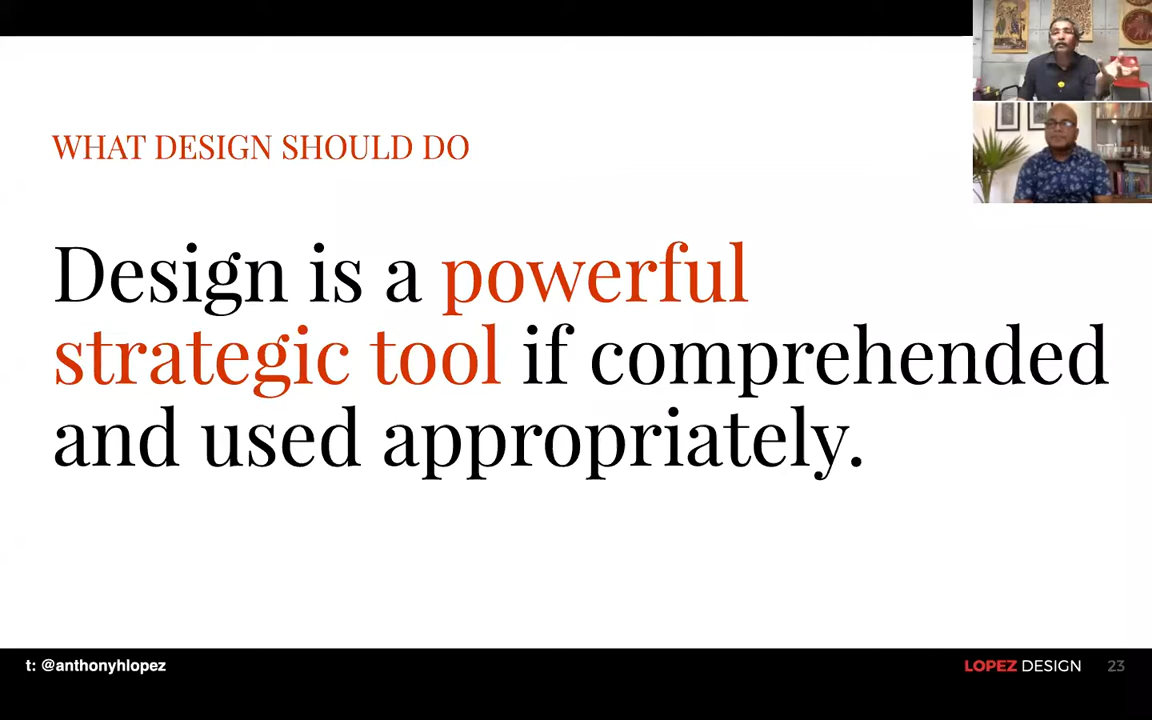 WHAT DESIGN SHOULD DO
Design is a powerful
strategic tool if comprehended
and used appropriately.
t: @anthonyhlopez
LOPEZ DESIGN
23